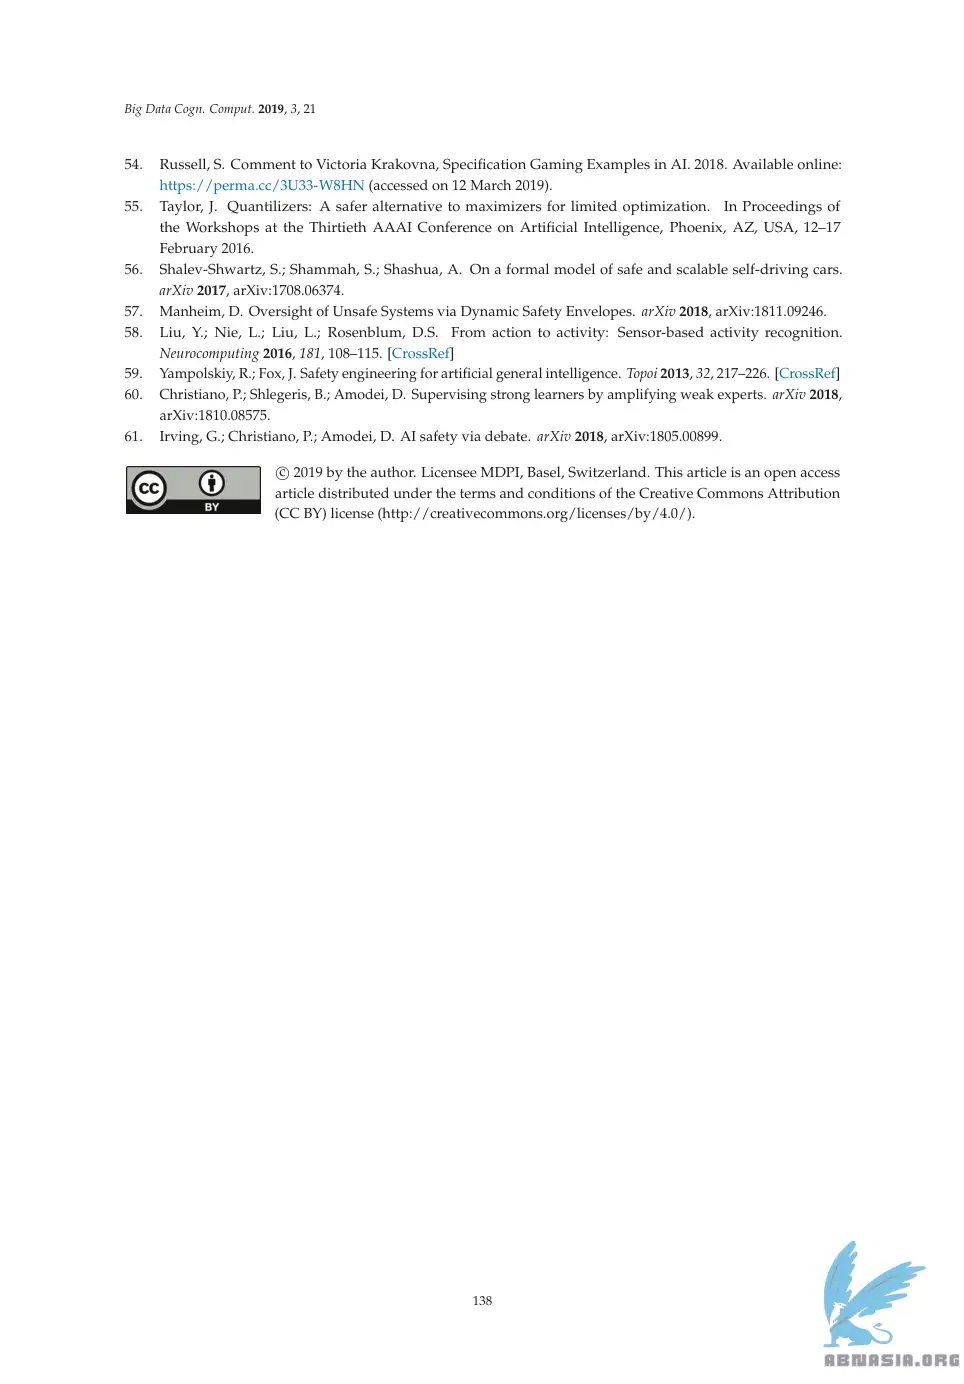 Big Data Cogn. Comput. 2019, 3, 21
54. Russell, S. Comment to Victoria Krakovna, Specification Gaming Examples in AI. 2018. Available online:
https://perma.cc/3U33-W8HN (accessed on 12 March 2019).
55. Taylor, J. Quantilizers: A safer alternative to maximizers for limited optimization. In Proceedings of
the Workshops at the Thirtieth AAAI Conference on Artificial Intelligence, Phoenix, AZ, USA, 12–17
February 2016.
56. Shalev-Shwartz, S.; Shammah, S.; Shashua, A. On a formal model of safe and scalable self-driving cars.
arXiv 2017, arXiv:1708.06374.
57. Manheim, D. Oversight of Unsafe Systems via Dynamic Safety Envelopes. arXiv 2018, arXiv:1811.09246.
58. Liu, Y.; Nie, L.; Liu, L.; Rosenblum, D.S. From action to activity: Sensor-based activity recognition.
Neurocomputing 2016, 181, 108–115. [CrossRef]
59. Yampolskiy, R.; Fox, J. Safety engineering for artificial general intelligence. Topoi 2013, 32, 217–226. [CrossRef]
60. Christiano, P.; Shlegeris, B.; Amodei, D. Supervising strong learners by amplifying weak experts. arXiv 2018,
arXiv:1810.08575.
61. Irving, G.; Christiano, P.; Amodei, D. AI safety via debate. arXiv 2018, arXiv:1805.00899.
cc
BY
© 2019 by the author. Licensee MDPI, Basel, Switzerland. This article is an open access
article distributed under the terms and conditions of the Creative Commons Attribution
(CC BY) license (http://creativecommons.org/licenses/by/4.0/).
138
ABNASIA.ORG